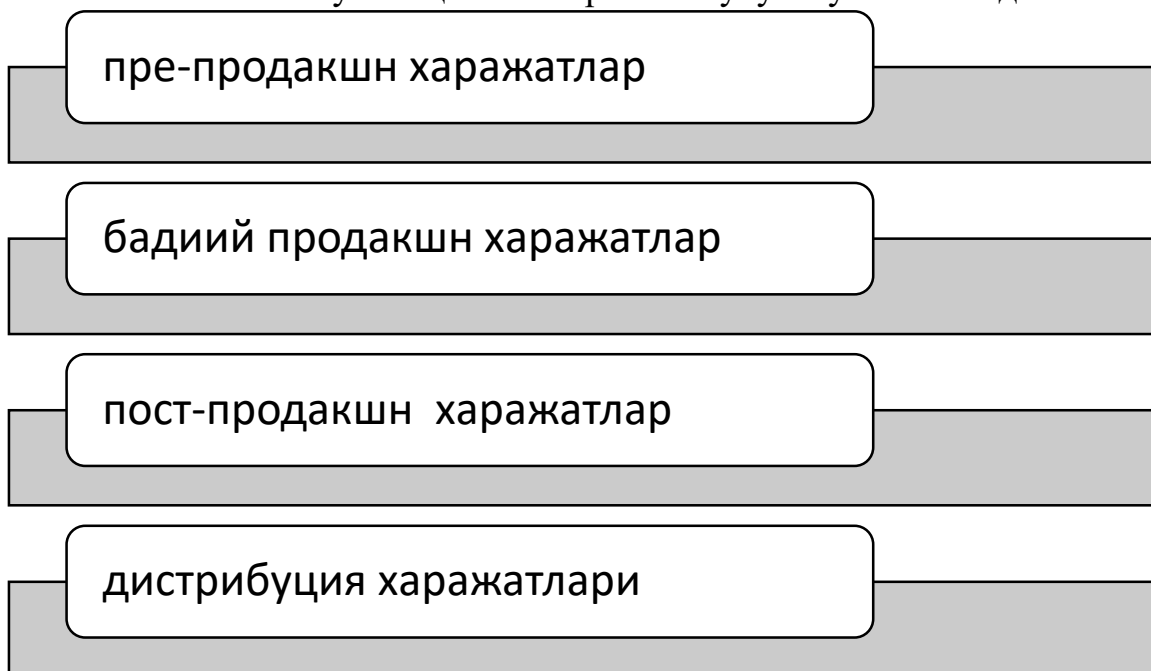 пре-продакшн харажатлар
бадиий продакшн харажатлар
пост-продакшн харажатлар
дистрибуция харажатлари